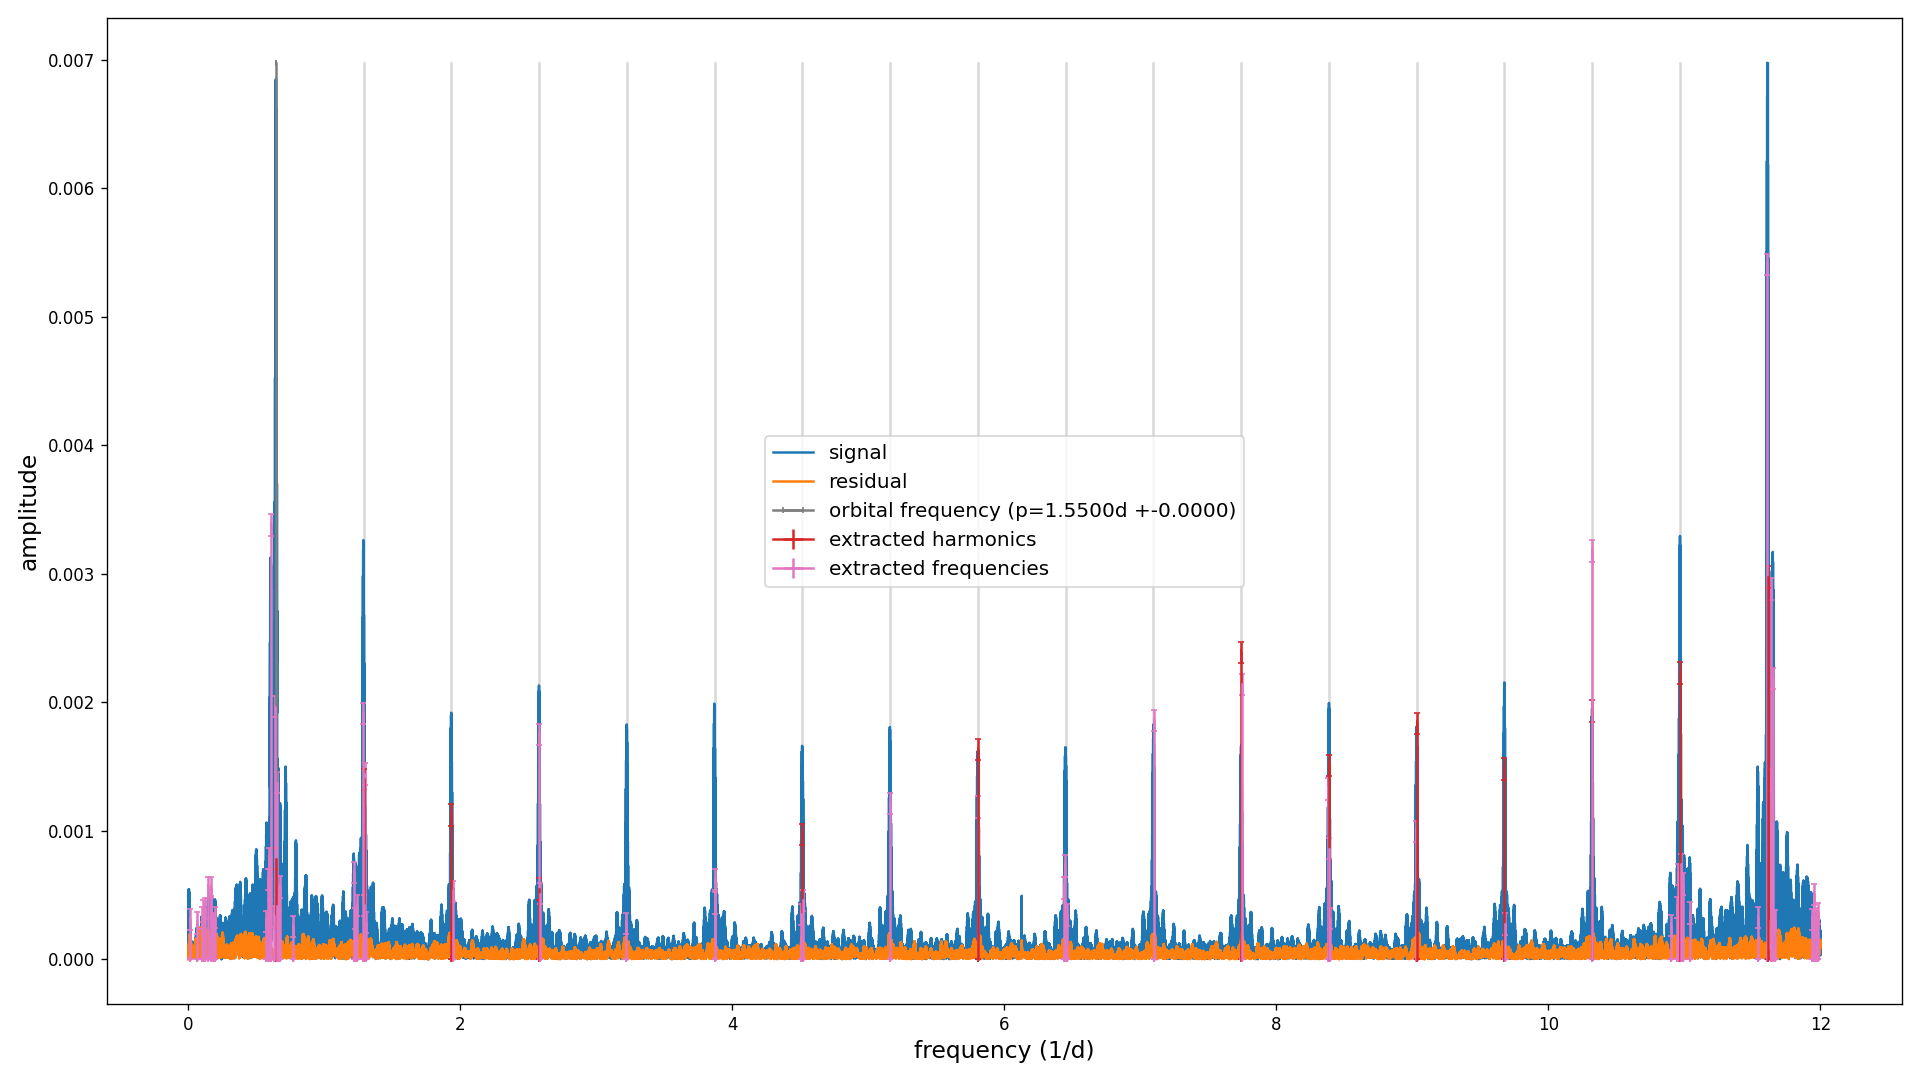 0.007
0.006
0.005
0.004
0.003
0.002
0.001
0.000
amplitude
signal
residual
orbital frequency (p=1.5500d +-0.0000)
extracted harmonics
extracted frequencies
0 2 4 6 8 10 12
frequency (1/d)